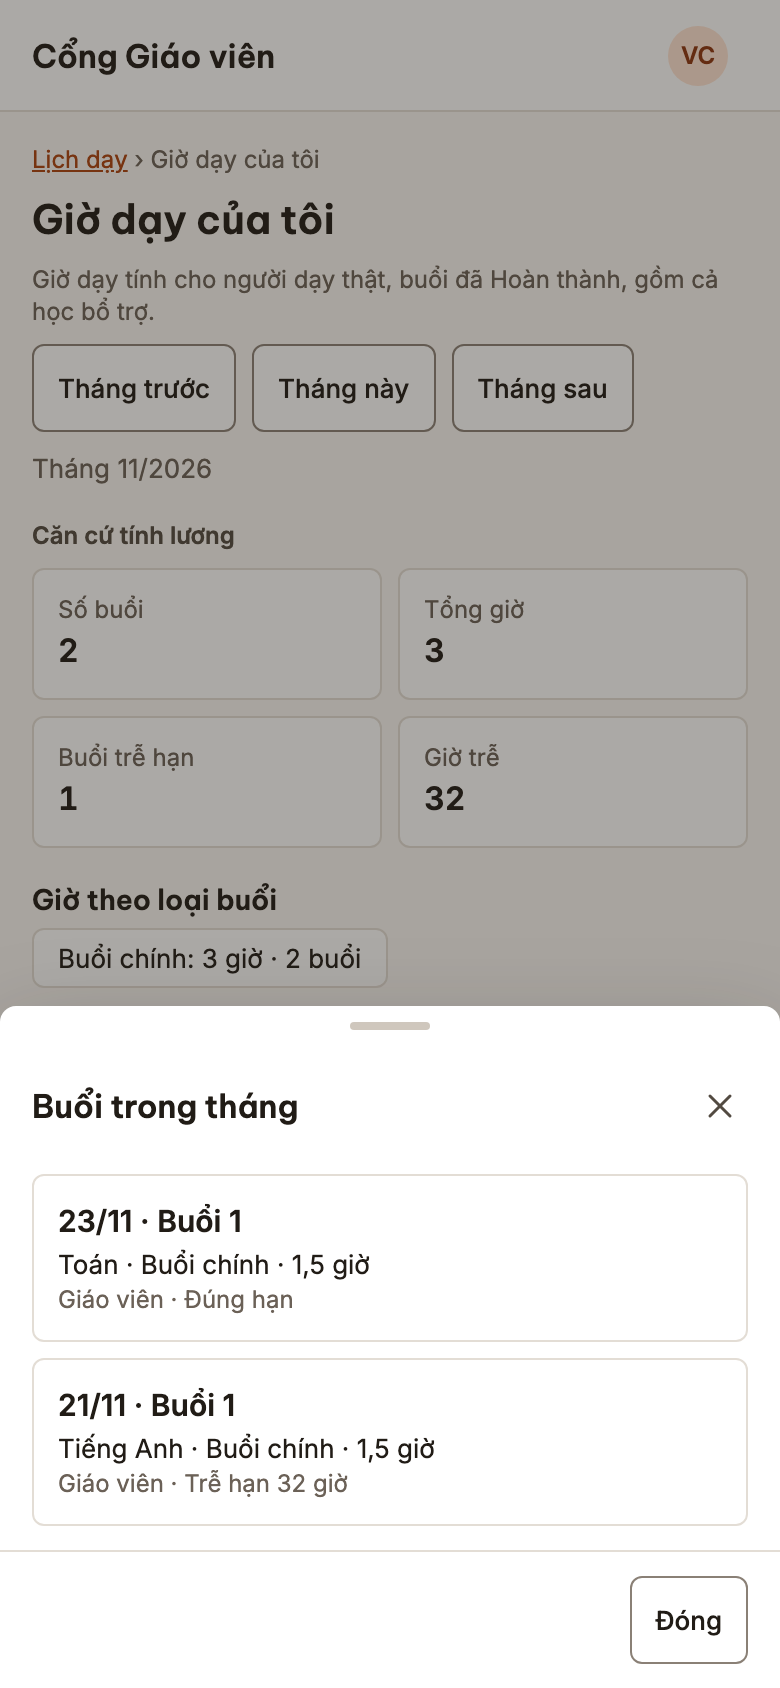 Cổng Giáo viên
VC
Lịch dạy › Giờ dạy của tôi
Giờ dạy của tôi
Giờ dạy tính cho người dạy thật, buổi đã Hoàn thành, gồm cả
học bổ trợ.
Tháng trước
Tháng này
Tháng sau
Tháng 11/2026
Căn cứ tính lương
Số buổi
2
Tổng giờ
3
Buổi trễ hạn
1
Giờ trễ
32
Giờ theo loại buổi
Buổi chính: 3 giờ · 2 buổi
Buổi trong tháng
23/11 · Buổi 1
Toán · Buổi chính · 1,5 giờ
Giáo viên · Đúng hạn
21/11 · Buổi 1
Tiếng Anh · Buổi chính · 1,5 giờ
Giáo viên · Trễ hạn 32 giờ
Đóng